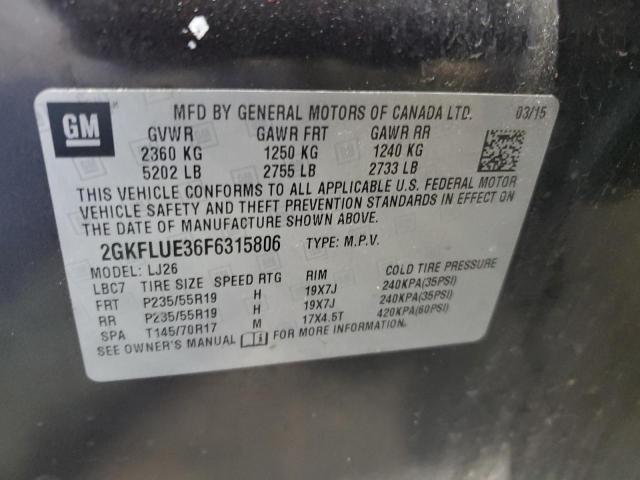 GM
MFD BY GENERAL MOTORS OF CANADA LTD. 03/15
GVWR GAWR FRT GAWR RR
2360 KG 1250 KG 1240 KG
5202 LB 2755 LB 2733 LB
THIS VEHICLE CONFORMS TO ALL APPLICABLE U.S. FEDERAL MOTOR
VEHICLE SAFETY AND THEFT PREVENTION STANDARDS IN EFFECT ON
THE DATE OF MANUFACTURE SHOWN ABOVE.
2GKFLUE36F6315806 TYPE: M.P.V.
MODEL: LJ26
LBC7 TIRE SIZE SPEED RTG RIM COLD TIRE PRESSURE
FRT P235/55R19 H 19X7J 240KPA(35PSI)
RR P235/55R19 H 19X7J 240KPA(35PSI)
SPA T145/70R17 M 17X4.5T 420KPA(60PSI)
SEE OWNER'S MANUAL FOR MORE INFORMATION.